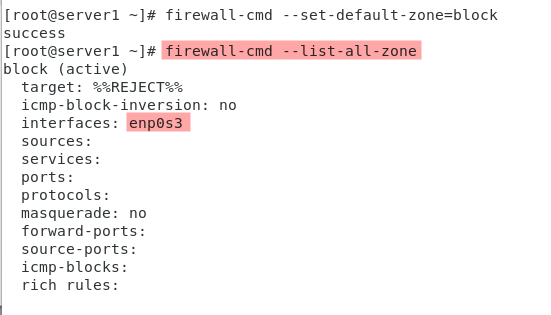 [root@server1 ~]# firewall-cmd --set-default-zone=block
success
[root@server1 ~]# firewall-cmd --list-all-zone
block (active)
  target: %%REJECT%%
  icmp-block-inversion: no
  interfaces: enp0s3
  sources:
  services:
  ports:
  protocols:
  masquerade: no
  forward-ports:
  source-ports:
  icmp-blocks:
  rich rules: